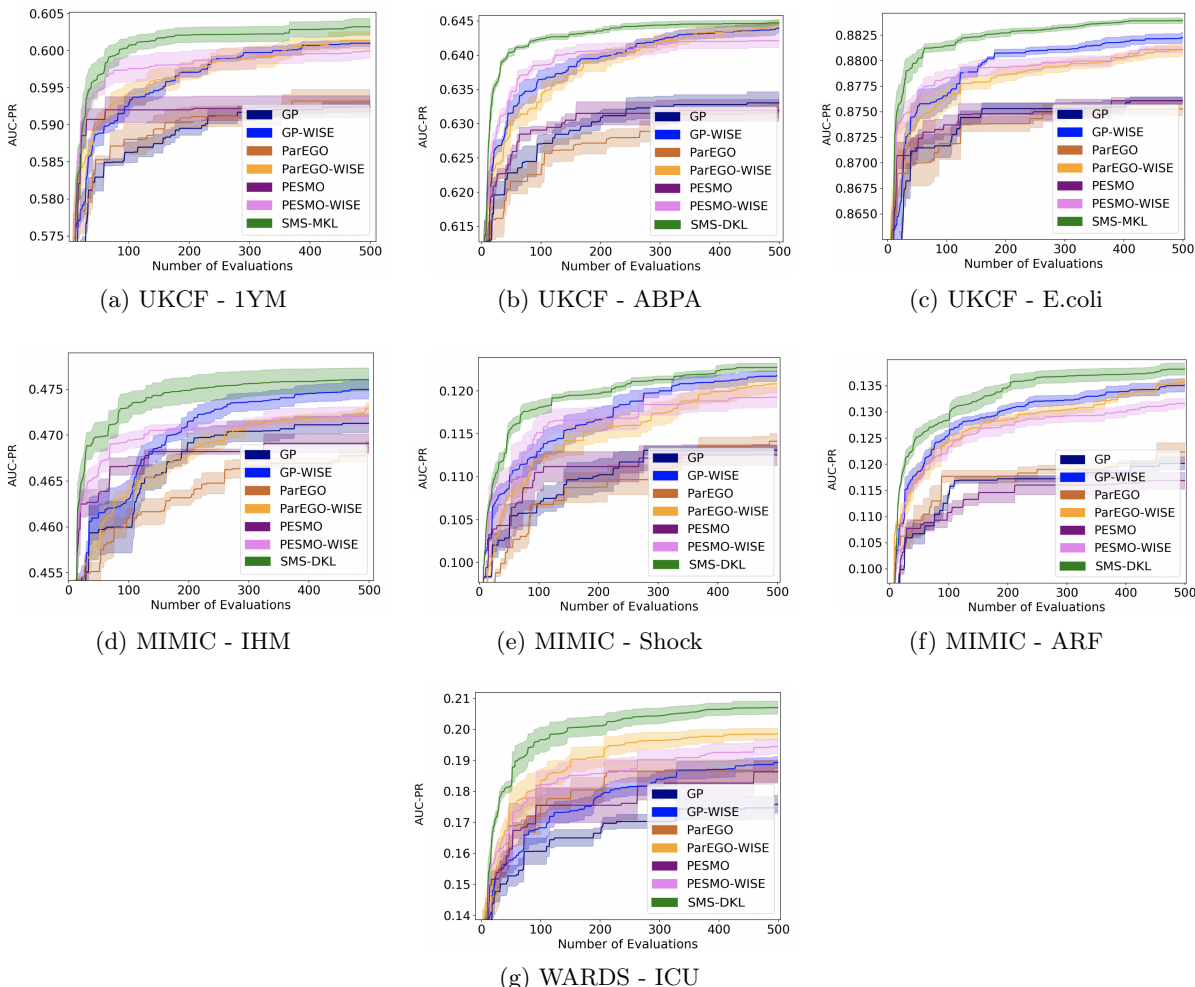 0.605
0.600
0.595
0.590
0.585
0.580
0.575
AUC-PR
GP
GP-WISE
ParEGO
ParEGO-WISE
PESMO
PESMO-WISE
SMS-MKL
0 100 200 300 400 500
Number of Evaluations
(a) UKCF - 1YM
0.645
0.640
0.635
0.630
0.625
0.620
0.615
AUC-PR
GP
GP-WISE
ParEGO
ParEGO-WISE
PESMO
PESMO-WISE
SMS-DKL
0 100 200 300 400 500
Number of Evaluations
(b) UKCF - ABPA
0.8825
0.8800
0.8775
0.8750
0.8725
0.8700
0.8675
0.8650
AUC-PR
GP
GP-WISE
ParEGO
ParEGO-WISE
PESMO
PESMO-WISE
SMS-MKL
0 100 200 300 400 500
Number of Evaluations
(c) UKCF - E.coli
0.475
0.470
0.465
0.460
0.455
AUC-PR
GP
GP-WISE
ParEGO
ParEGO-WISE
PESMO
PESMO-WISE
SMS-DKL
0 100 200 300 400 500
Number of Evaluations
(d) MIMIC - IHM
0.120
0.115
0.110
0.105
0.100
AUC-PR
GP
GP-WISE
ParEGO
ParEGO-WISE
PESMO
PESMO-WISE
SMS-DKL
0 100 200 300 400 500
Number of Evaluations
(e) MIMIC - Shock
0.135
0.130
0.125
0.120
0.115
0.110
0.105
0.100
AUC-PR
GP
GP-WISE
ParEGO
ParEGO-WISE
PESMO
PESMO-WISE
SMS-DKL
0 100 200 300 400 500
Number of Evaluations
(f) MIMIC - ARF
0.21
0.20
0.19
0.18
0.17
0.16
0.15
0.14
AUC-PR
GP
GP-WISE
ParEGO
ParEGO-WISE
PESMO
PESMO-WISE
SMS-DKL
0 100 200 300 400 500
Number of Evaluations
(g) WARDS - ICU